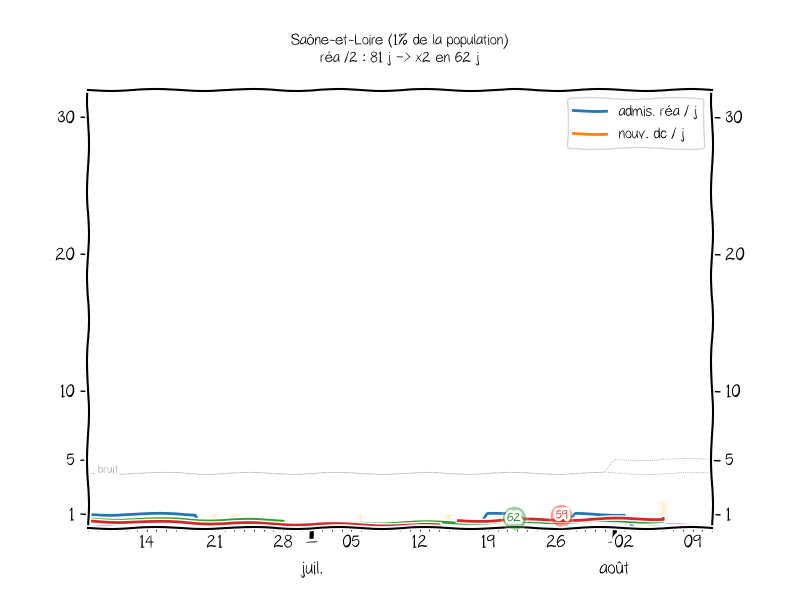 Saône-et-Loire (1% de la population)
réa /2 : 81 j -> x2 en 62 j
admis. réa / j
nouv. dc / j
30
30
20
20
10
10
5
5
bruit
1
1
62
59
14 21 28 05 12 19 26 02 09
juil. août